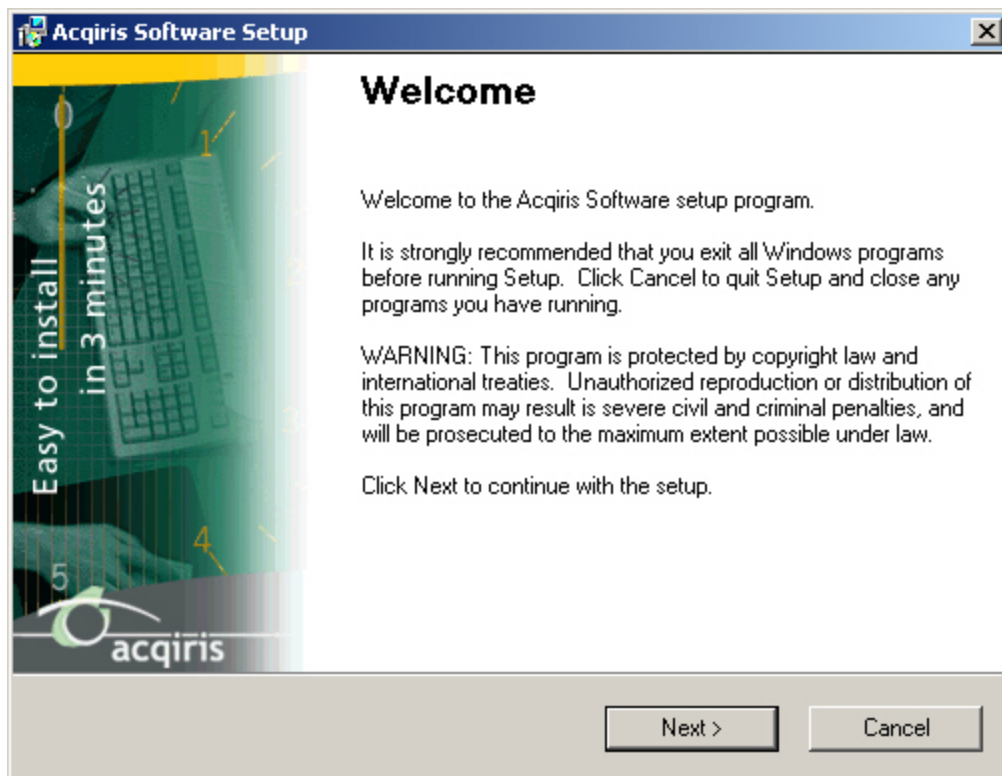 Acqiris Software Setup
Welcome
Welcome to the Acqiris Software setup program.
It is strongly recommended that you exit all Windows programs
before running Setup.  Click Cancel to quit Setup and close any
programs you have running.
WARNING: This program is protected by copyright law and
international treaties.  Unauthorized reproduction or distribution of
this program may result is severe civil and criminal penalties, and
will be prosecuted to the maximum extent possible under law.
Click Next to continue with the setup.
Easy to install
in 3 minutes
0
1
4
5
acqiris
Next >
Cancel